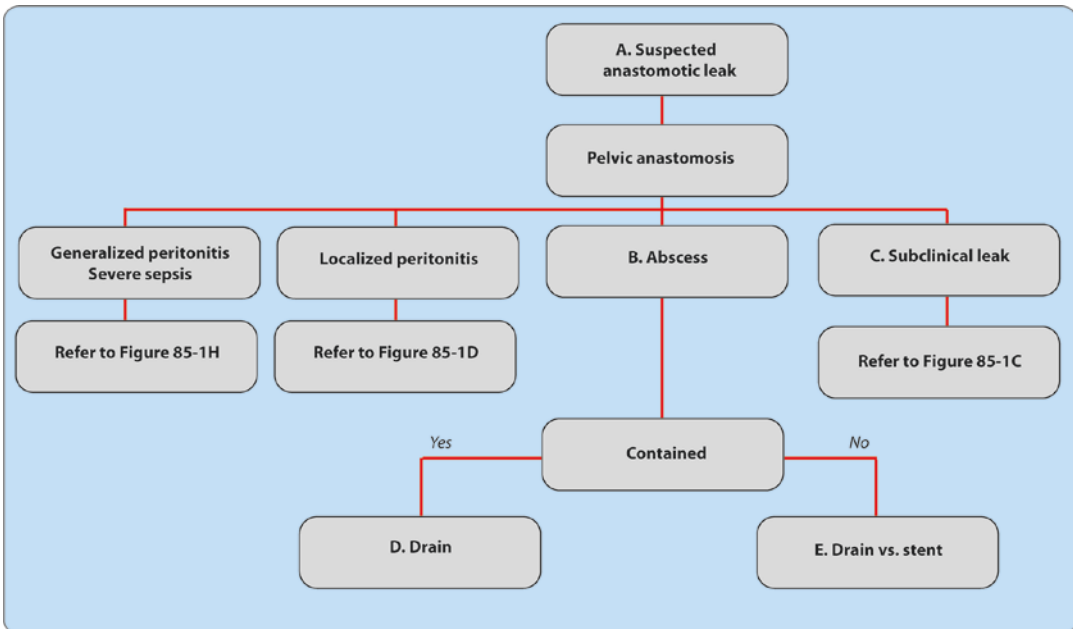 A. Suspected
anastomotic leak
Pelvic anastomosis
Generalized peritonitis
Severe sepsis
Localized peritonitis
B. Abscess
C. Subclinical leak
Refer to Figure 85-1H
Refer to Figure 85-1D
Refer to Figure 85-1C
Yes
Contained
No
D. Drain
E. Drain vs. stent